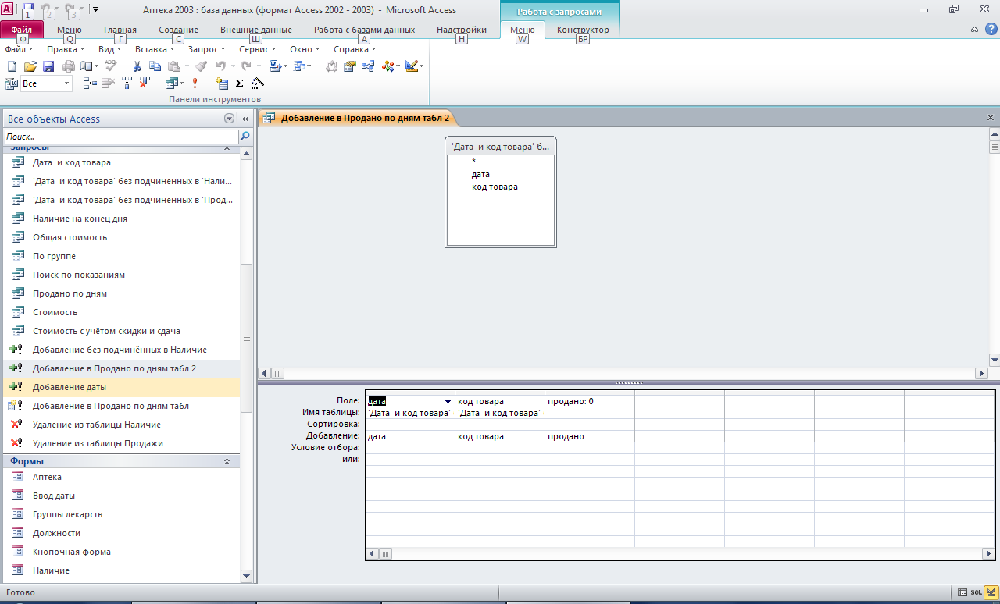 1 2 3
Аптека 2003 : база данных (формат Access 2002 - 2003) - Microsoft Access
Работа с запросами
Файл Меню Главная Создание Внешние данные Работа с базами данных Надстройки Меню Конструктор
Ф Q Г С Ш А Н W БР
Файл Правка Вид Вставка Запрос Сервис Окно Справка
Все
Панели инструментов
Все объекты Access
Поиск...
Запросы
Дата и код товара
'Дата и код товара' без подчиненных в 'Нали...
'Дата и код товара' без подчиненных в 'Прод...
Наличие на конец дня
Общая стоимость
По группе
Поиск по показаниям
Продано по дням
Стоимость
Стоимость с учётом скидки и сдача
Добавление без подчинённых в Наличие
Добавление в Продано по дням табл 2
Добавление даты
Добавление в Продано по дням табл
Удаление из таблицы Наличие
Удаление из таблицы Продажи
Формы
Аптека
Ввод даты
Группы лекарств
Должности
Кнопочная форма
Наличие
Добавление в Продано по дням табл 2
'Дата и код товара' б...
*
дата
код товара
Поле: дата код товара продано: 0
Имя таблицы: 'Дата и код товара' 'Дата и код товара'
Сортировка:
Добавление: дата код товара продано
Условие отбора:
или:
Готово
SQL